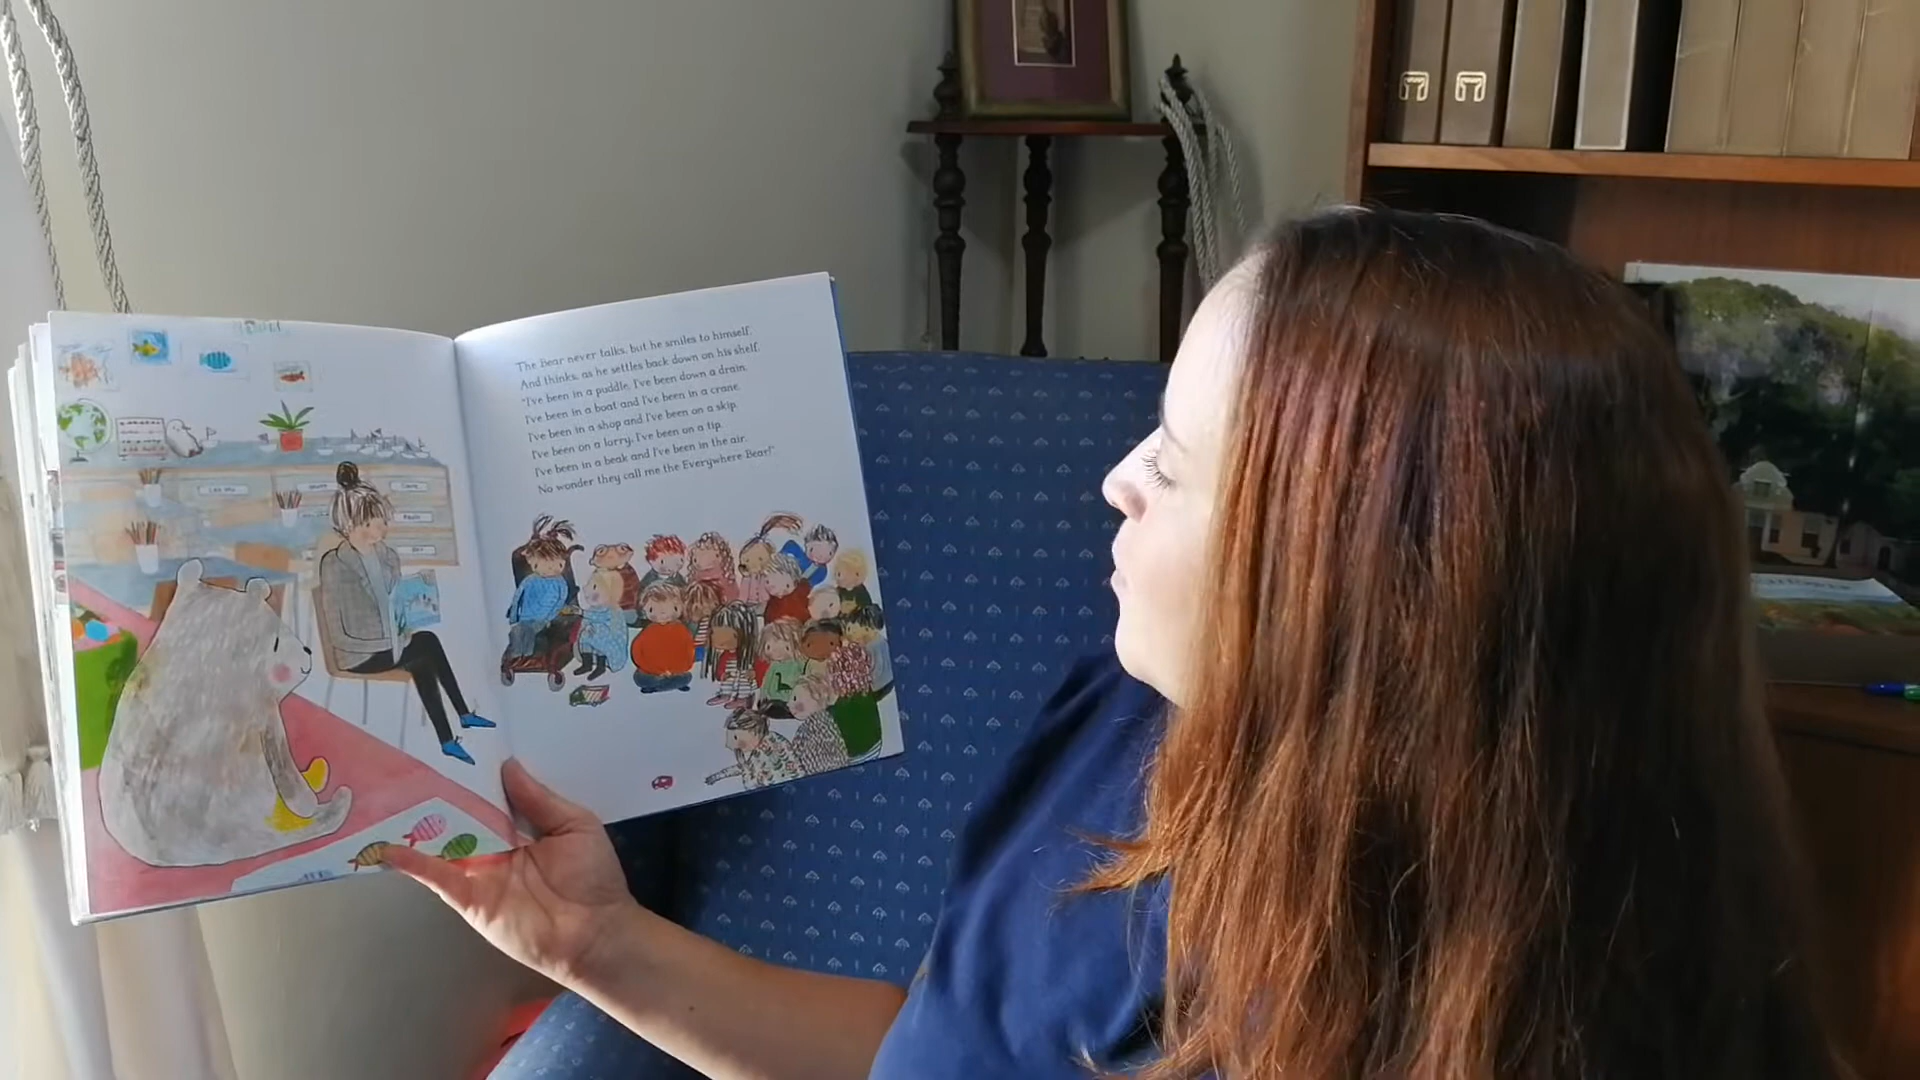 The Bear never talks, but he smiles to himself.
And thinks, as he settles back down on his shelf,
"I've been in a puddle, I've been down a drain.
I've been in a boat and I've been in a crane.
I've been in a shop and I've been on a skip.
I've been on a lorry, I've been on a tip.
I've been in a beak and I've been in the air.
No wonder they call me the Everywhere Bear!"